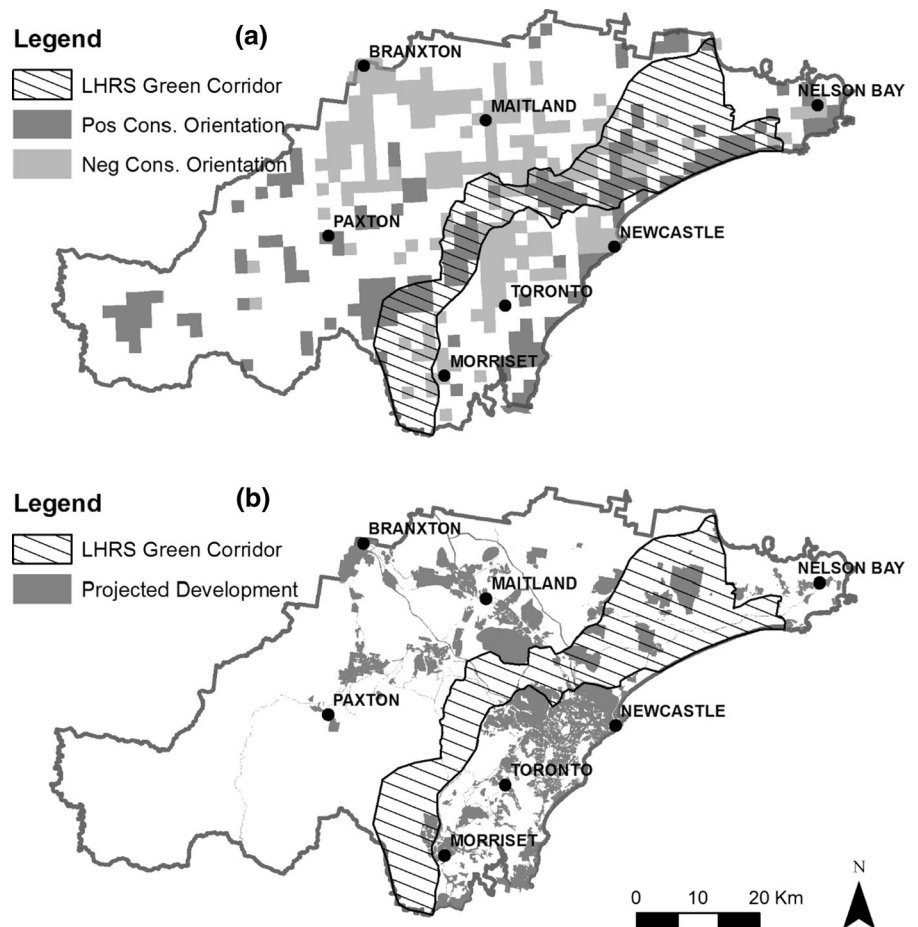 Legend (a)
BRANXTON
LHRS Green Corridor
NELSON BAY
Pos Cons. Orientation
MAITLAND
Neg Cons. Orientation
PAXTON
NEWCASTLE
TORONTO
MORRISET
Legend (b)
BRANXTON
LHRS Green Corridor
NELSON BAY
Projected Development
MAITLAND
PAXTON
NEWCASTLE
TORONTO
MORRISET
N
0 10 20 Km